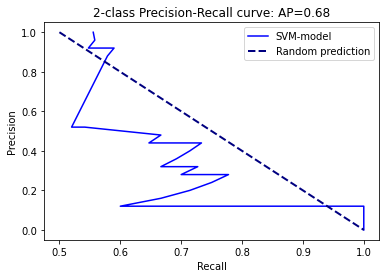 2-class Precision-Recall curve: AP=0.68
SVM-model
Random prediction
1.0
0.8
0.6
0.4
0.2
0.0
Precision
0.5 0.6 0.7 0.8 0.9 1.0
Recall